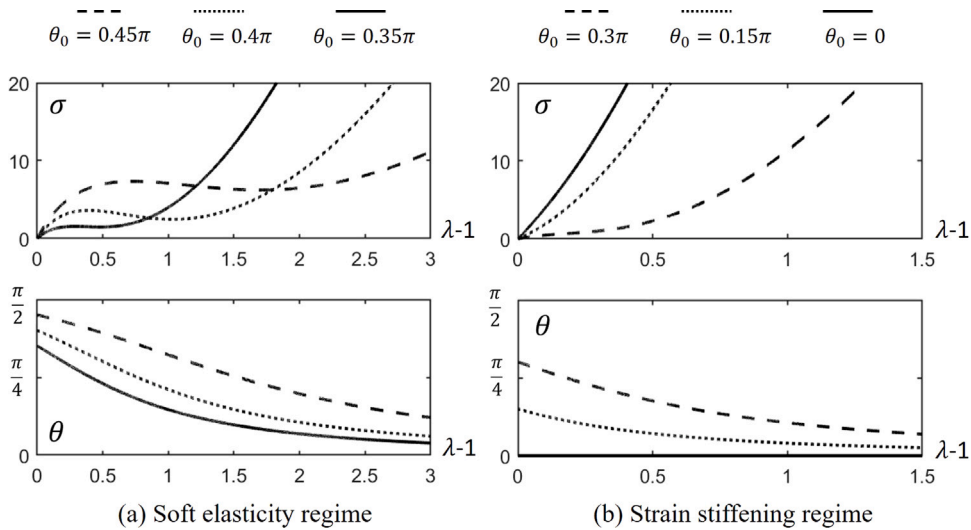 θ₀ = 0.45π θ₀ = 0.4π θ₀ = 0.35π
θ₀ = 0.3π θ₀ = 0.15π θ₀ = 0
20
σ
10
0
0 0.5 1 1.5 2 2.5 3
λ-1
π/2
π/4
θ
0
0 0.5 1 1.5 2 2.5 3
λ-1
(a) Soft elasticity regime
20
σ
10
0
0 0.5 1 1.5
λ-1
π/2
θ
π/4
0
0 0.5 1 1.5
λ-1
(b) Strain stiffening regime